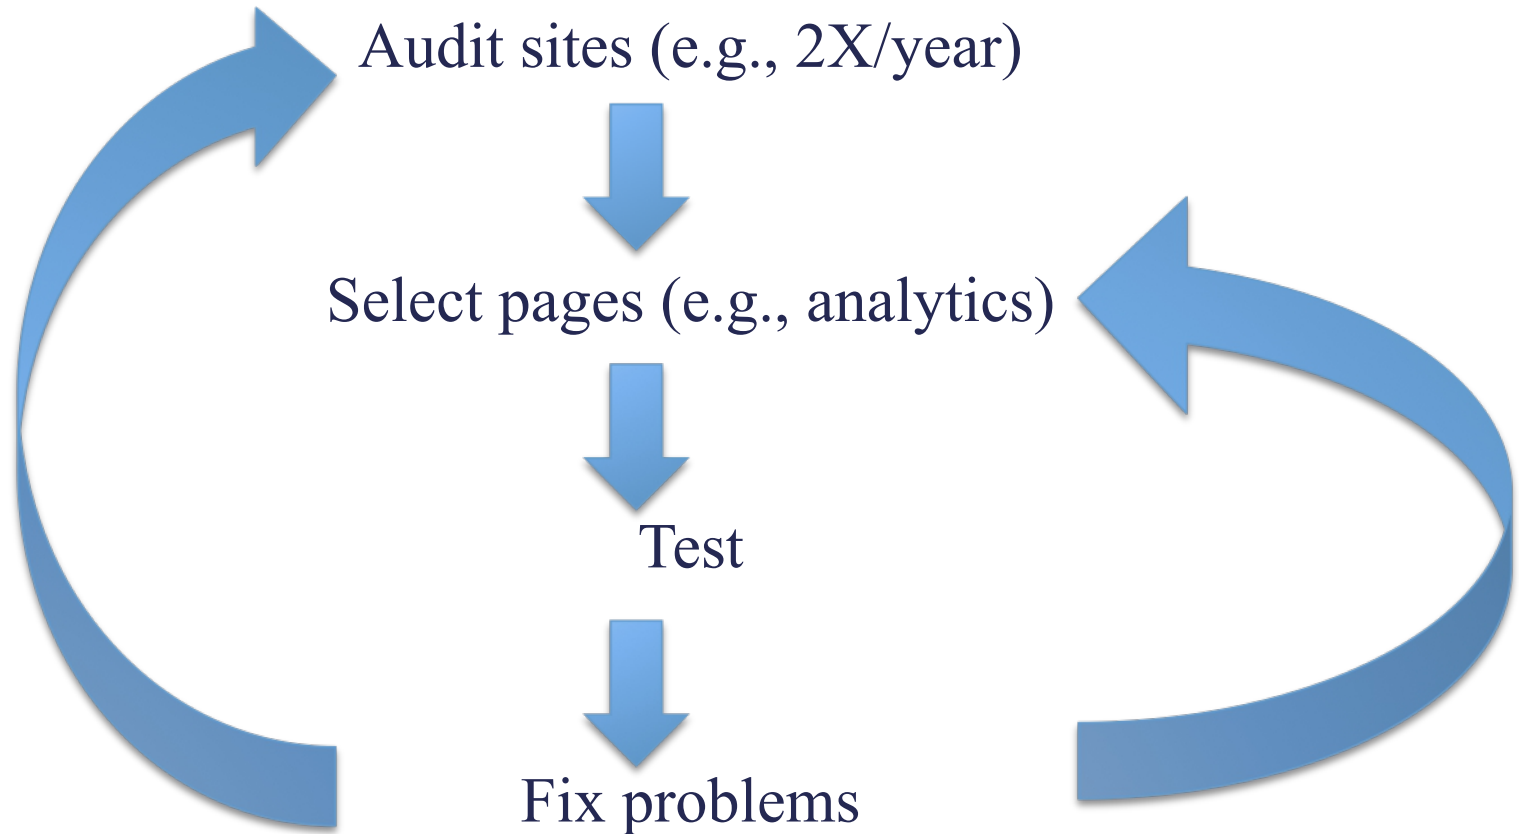 Audit sites (e.g., 2X/year)
Select pages (e.g., analytics)
Test
Fix problems